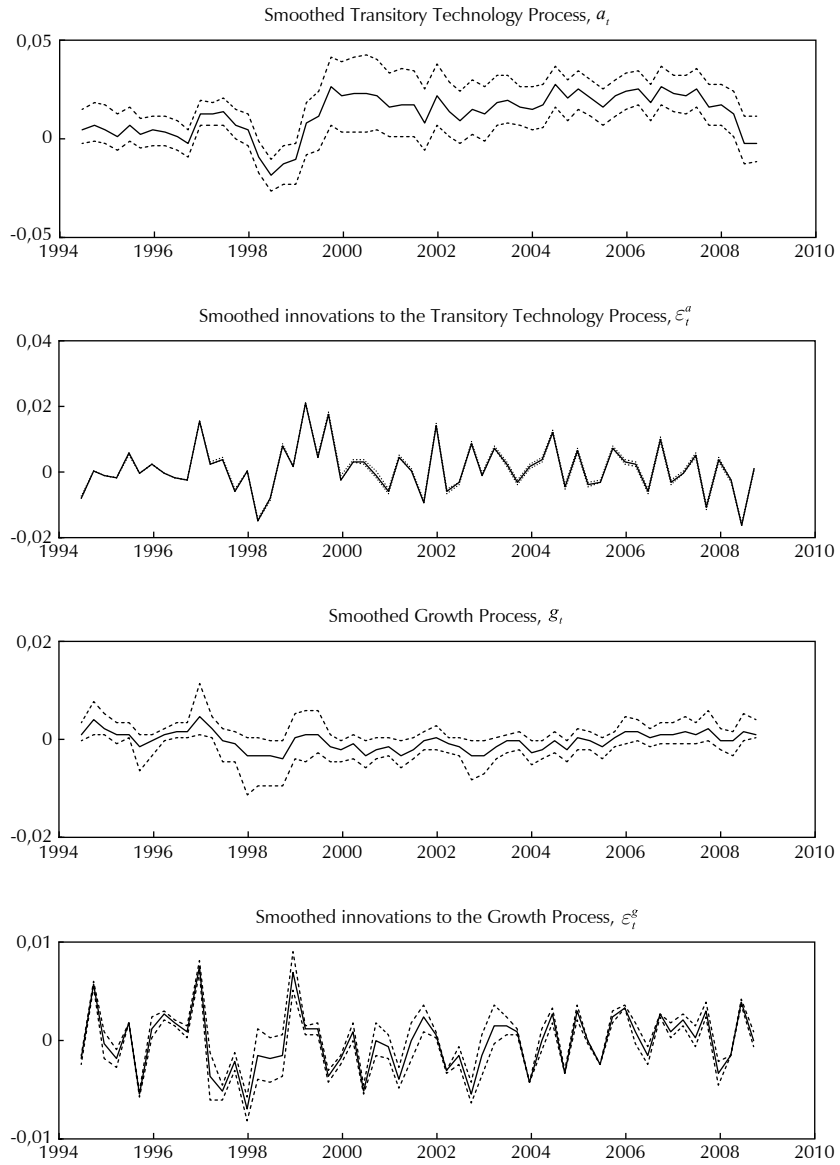 Smoothed Transitory Technology Process, aₜ
0,05
0
-0,05
1994 1996 1998 2000 2002 2004 2006 2008 2010
Smoothed innovations to the Transitory Technology Process, εₜᵃ
0,04
0,02
0
-0,02
1994 1996 1998 2000 2002 2004 2006 2008 2010
Smoothed Growth Process, gₜ
0,02
0
-0,02
1994 1996 1998 2000 2002 2004 2006 2008 2010
Smoothed innovations to the Growth Process, εₜᵍ
0,01
0
-0,01
1994 1996 1998 2000 2002 2004 2006 2008 2010